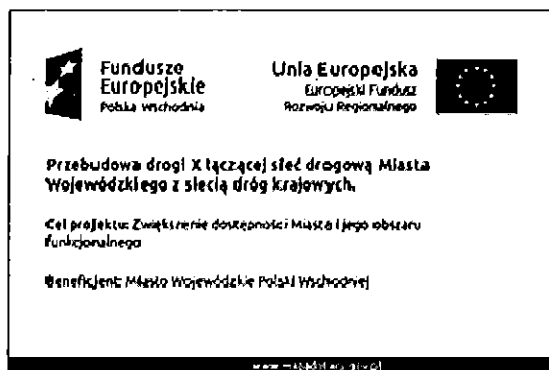 Fundusze
Europejskie
Polska Wschodnia
Unia Europejska
Europejski Fundusz
Rozwoju Regionalnego
Przebudowa drogi X łączącej sieć drogową Miasta
Wojewódzkiego z siecią dróg krajowych.
Cel projektu: Zwiększenie dostępności Miasta i jego obszaru
funkcjonalnego
Beneficjent: Miasto Wojewódzkie Polski Wschodniej